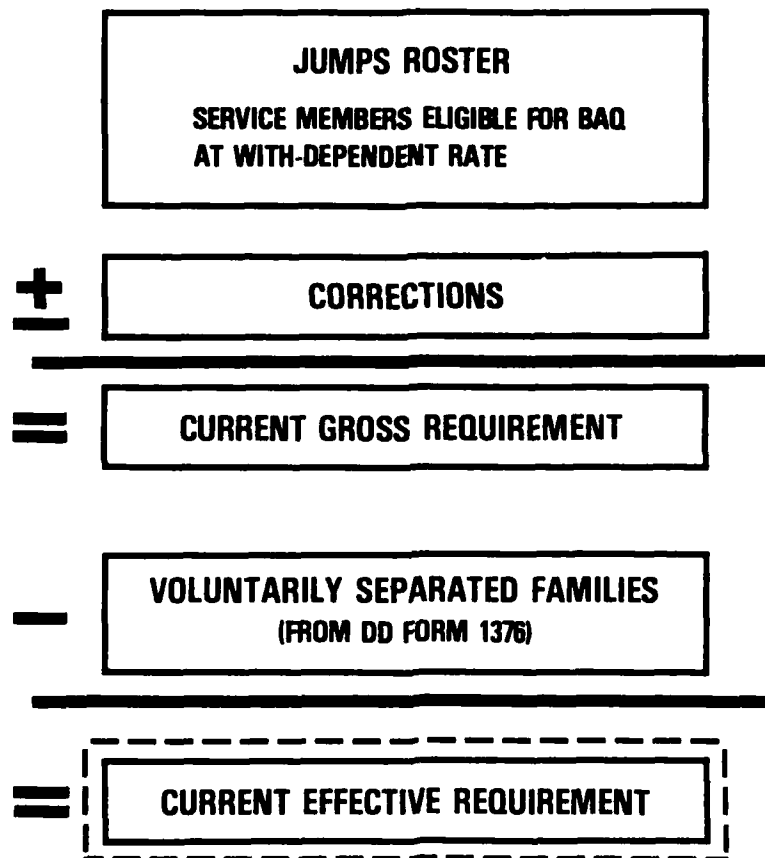 JUMPS ROSTER
SERVICE MEMBERS ELIGIBLE FOR BAQ
AT WITH-DEPENDENT RATE
± CORRECTIONS
= CURRENT GROSS REQUIREMENT
− VOLUNTARILY SEPARATED FAMILIES
(FROM DD FORM 1376)
= CURRENT EFFECTIVE REQUIREMENT